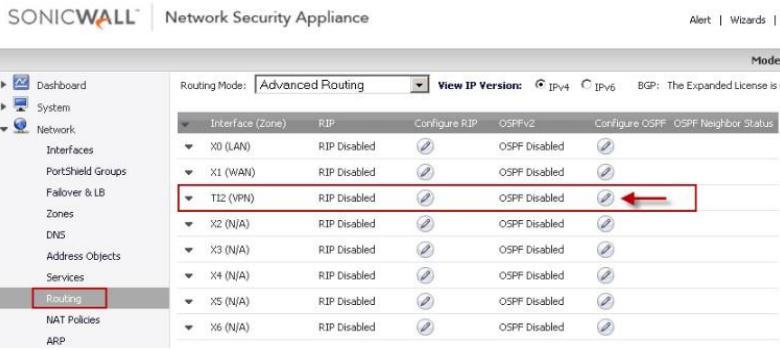 SONICWALL Network Security Appliance
Alert | Wizards |
Mode
Dashboard
System
Network
Interfaces
PortShield Groups
Failover & LB
Zones
DNS
Address Objects
Services
Routing
NAT Policies
ARP
Routing Mode: Advanced Routing View IP Version: IPv4 IPv6 BGP: The Expanded License is
Interface (Zone) RIP Configure RIP OSPFv2 Configure OSPF OSPF Neighbor Status
X0 (LAN) RIP Disabled OSPF Disabled
X1 (WAN) RIP Disabled OSPF Disabled
TI2 (VPN) RIP Disabled OSPF Disabled
X2 (N/A) RIP Disabled OSPF Disabled
X3 (N/A) RIP Disabled OSPF Disabled
X4 (N/A) RIP Disabled OSPF Disabled
X5 (N/A) RIP Disabled OSPF Disabled
X6 (N/A) RIP Disabled OSPF Disabled